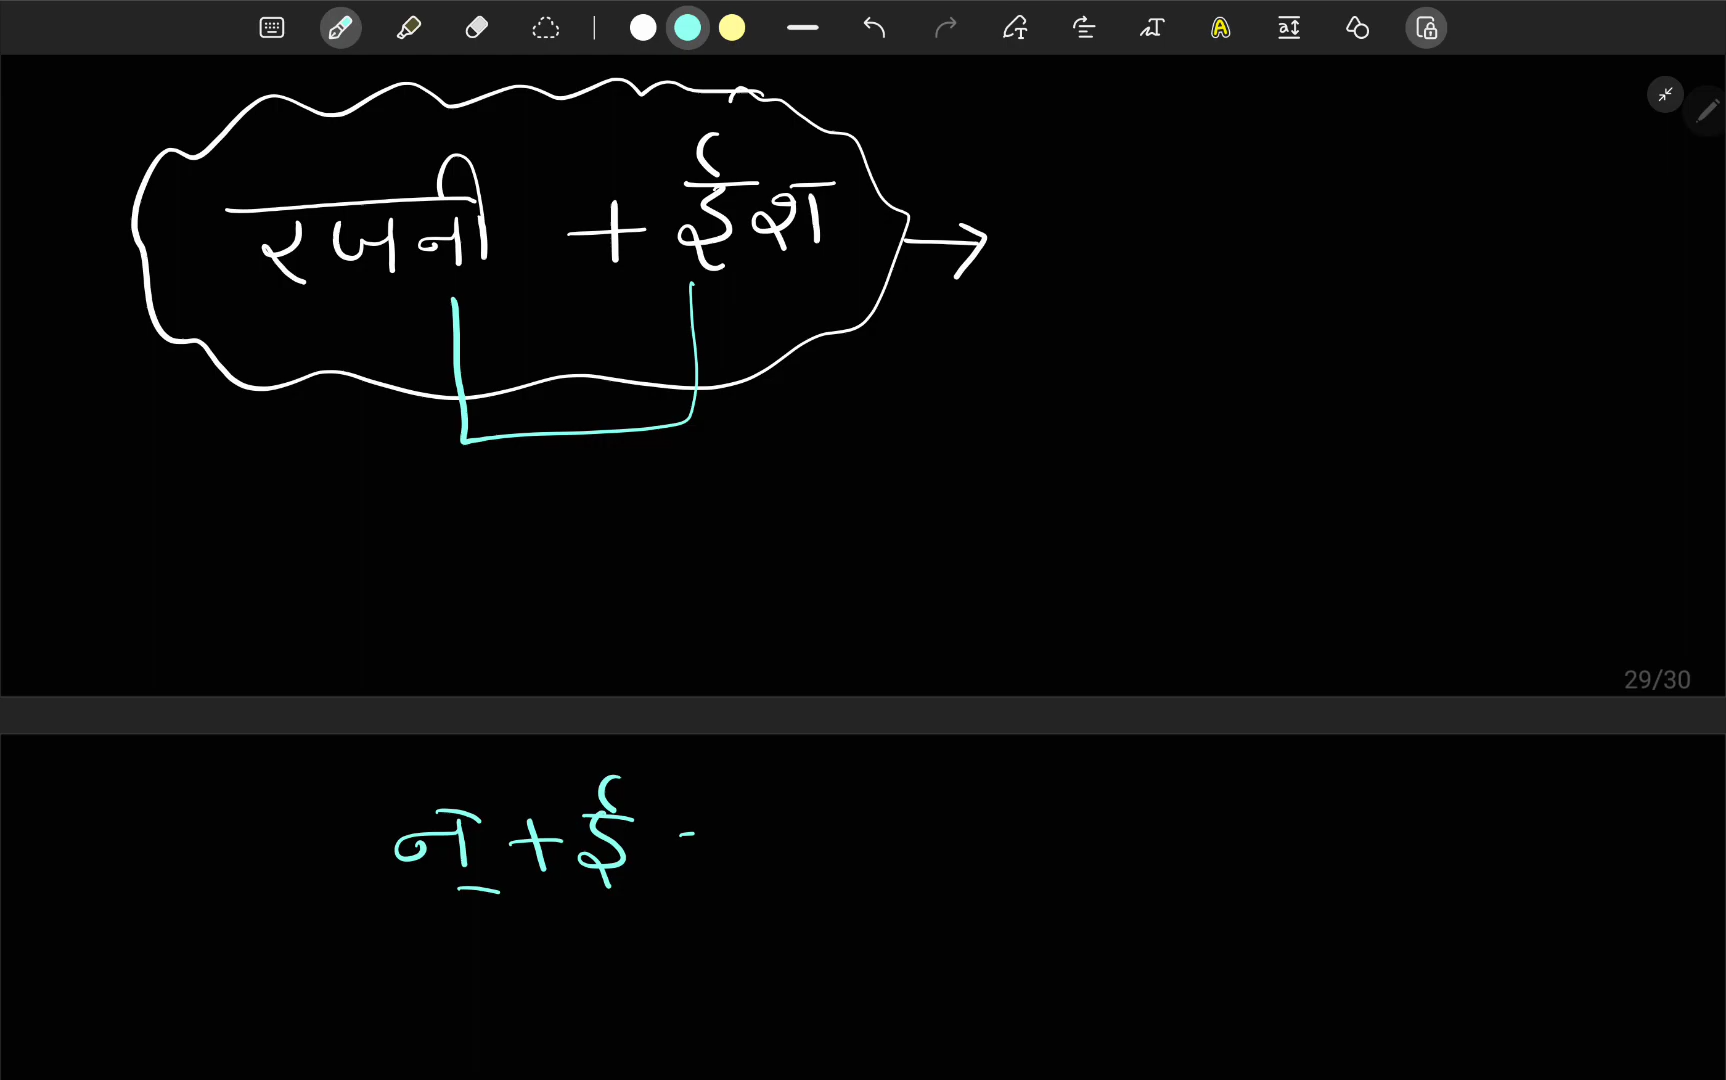 रजनी + ईश →
29/30
न + ई -